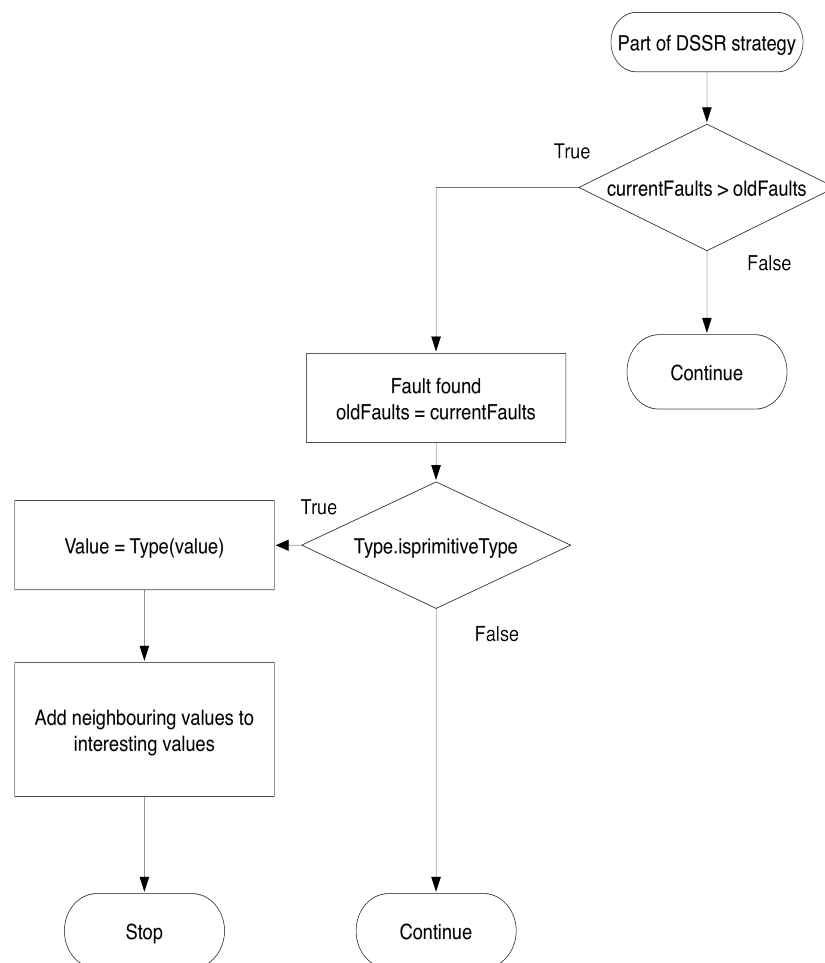 Part of DSSR strategy
True
currentFaults > oldFaults
False
Continue
Fault found
oldFaults = currentFaults
True
Value = Type(value)
Type.isprimitiveType
False
Add neighbouring values to
interesting values
Stop
Continue